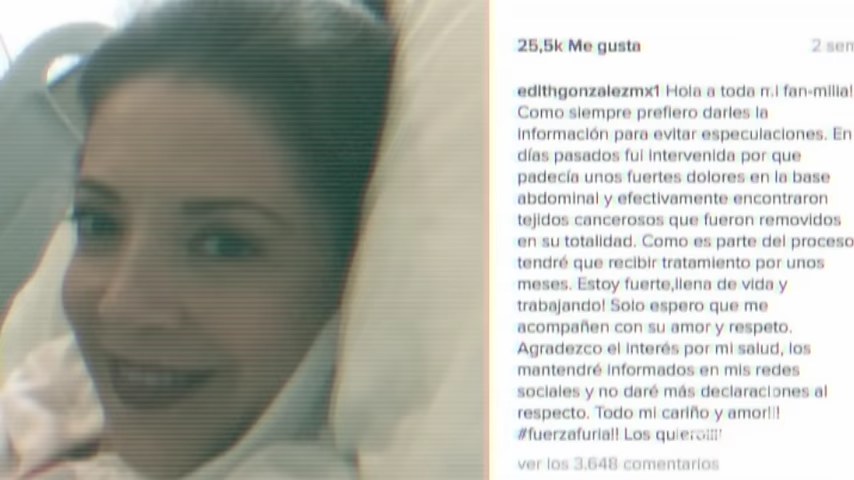 25,5k Me gusta
2 sem
edithgonzalezmx1 Hola a toda mi fan-milia!
Como siempre prefiero darles la
información para evitar especulaciones. En
días pasados fui intervenida por que
padecía unos fuertes dolores en la base
abdominal y efectivamente encontraron
tejidos cancerosos que fueron removidos
en su totalidad. Como es parte del proceso
tendré que recibir tratamiento por unos
meses. Estoy fuerte,llena de vida y
trabajando! Solo espero que me
acompañen con su amor y respeto.
Agradezco el interés por mi salud, los
mantendré informados en mis redes
sociales y no daré más declaraciones al
respecto. Todo mi cariño y amor!!!
#fuerzafuria!! Los quiero!!!!
ver los 3.648 comentarios